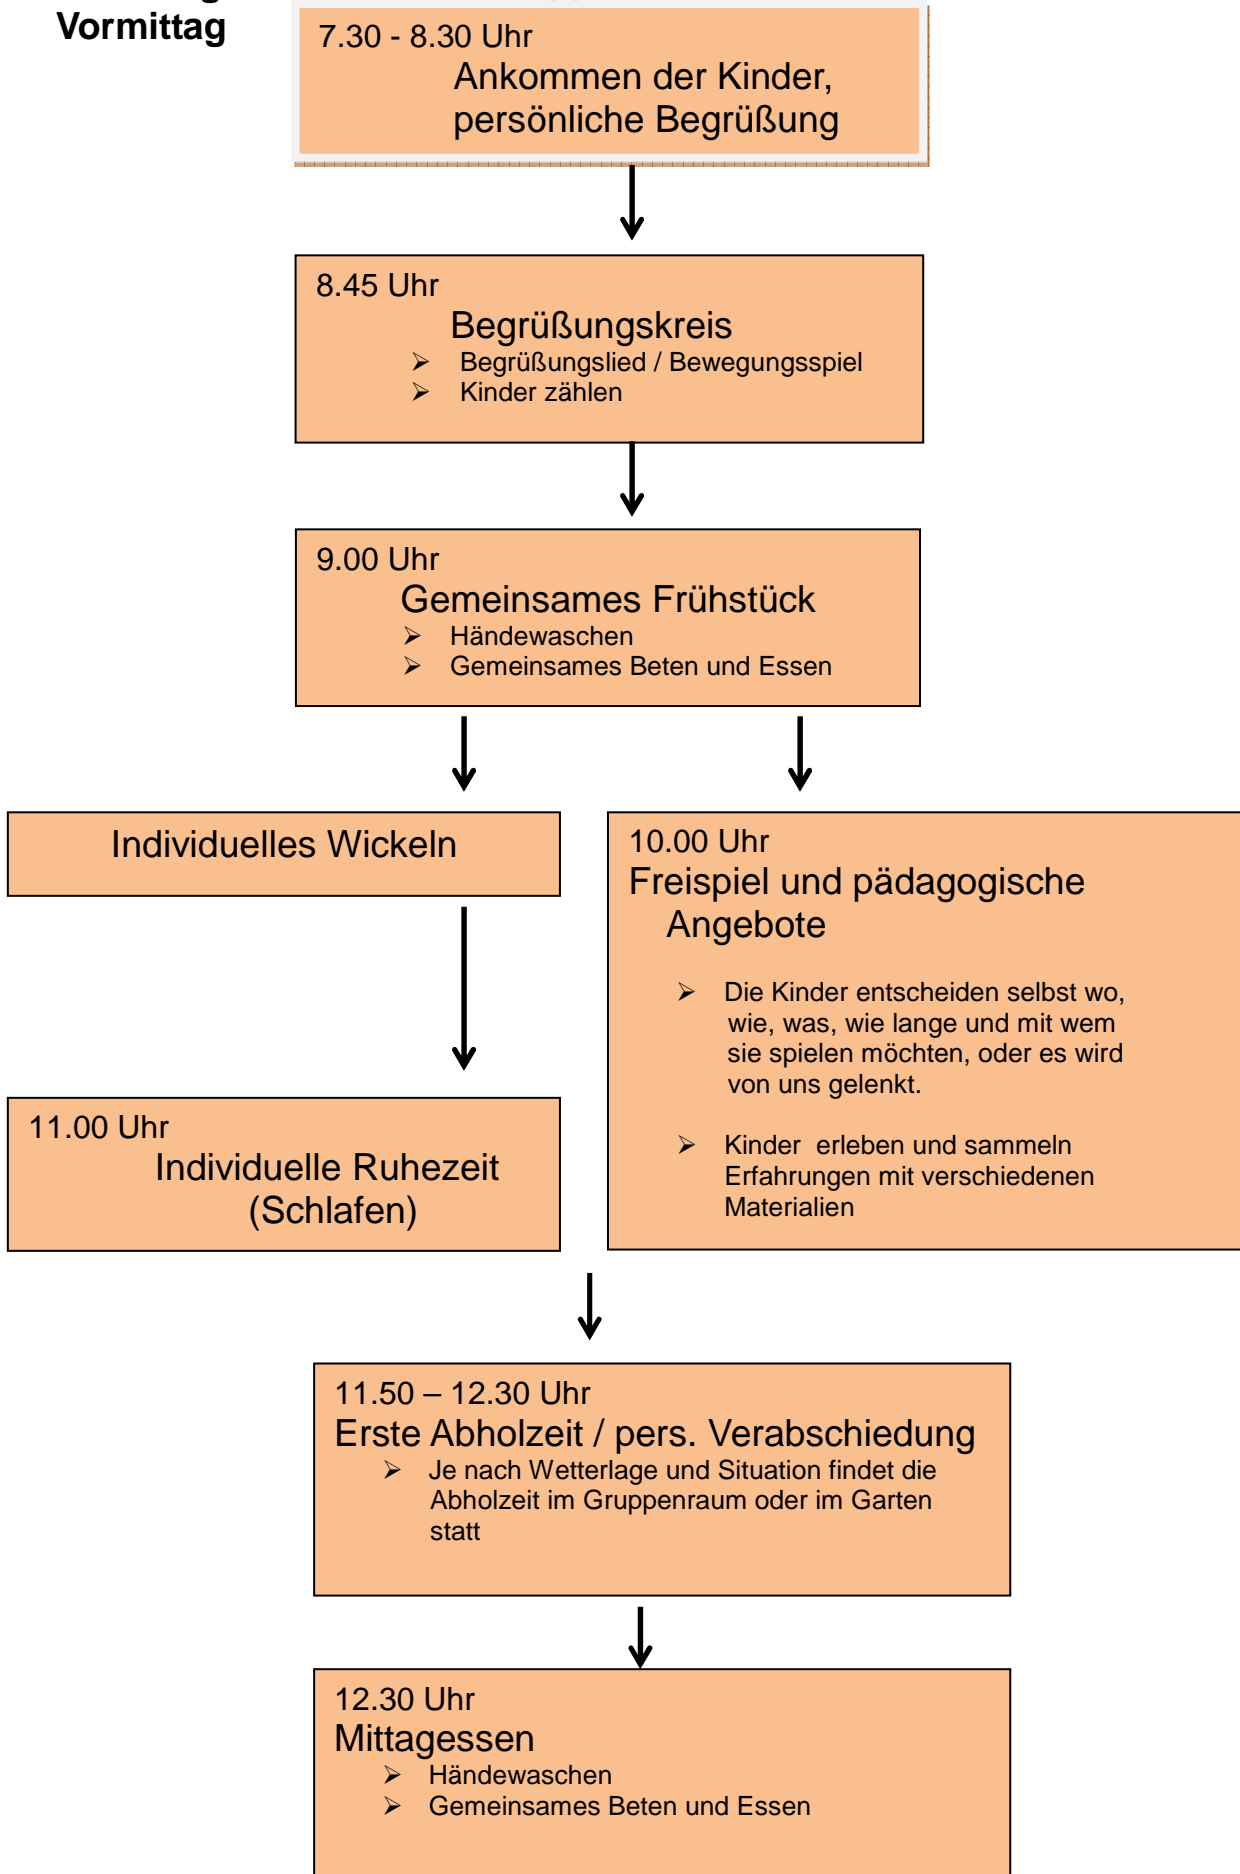 Vormittag
7.30 - 8.30 Uhr
Ankommen der Kinder,
persönliche Begrüßung
8.45 Uhr
Begrüßungskreis
➢ Begrüßungslied / Bewegungsspiel
➢ Kinder zählen
9.00 Uhr
Gemeinsames Frühstück
➢ Händewaschen
➢ Gemeinsames Beten und Essen
Individuelles Wickeln
11.00 Uhr
Individuelle Ruhezeit
(Schlafen)
10.00 Uhr
Freispiel und pädagogische
Angebote
➢ Die Kinder entscheiden selbst wo,
wie, was, wie lange und mit wem
sie spielen möchten, oder es wird
von uns gelenkt.
➢ Kinder erleben und sammeln
Erfahrungen mit verschiedenen
Materialien
11.50 – 12.30 Uhr
Erste Abholzeit / pers. Verabschiedung
➢ Je nach Wetterlage und Situation findet die
Abholzeit im Gruppenraum oder im Garten
statt
12.30 Uhr
Mittagessen
➢ Händewaschen
➢ Gemeinsames Beten und Essen